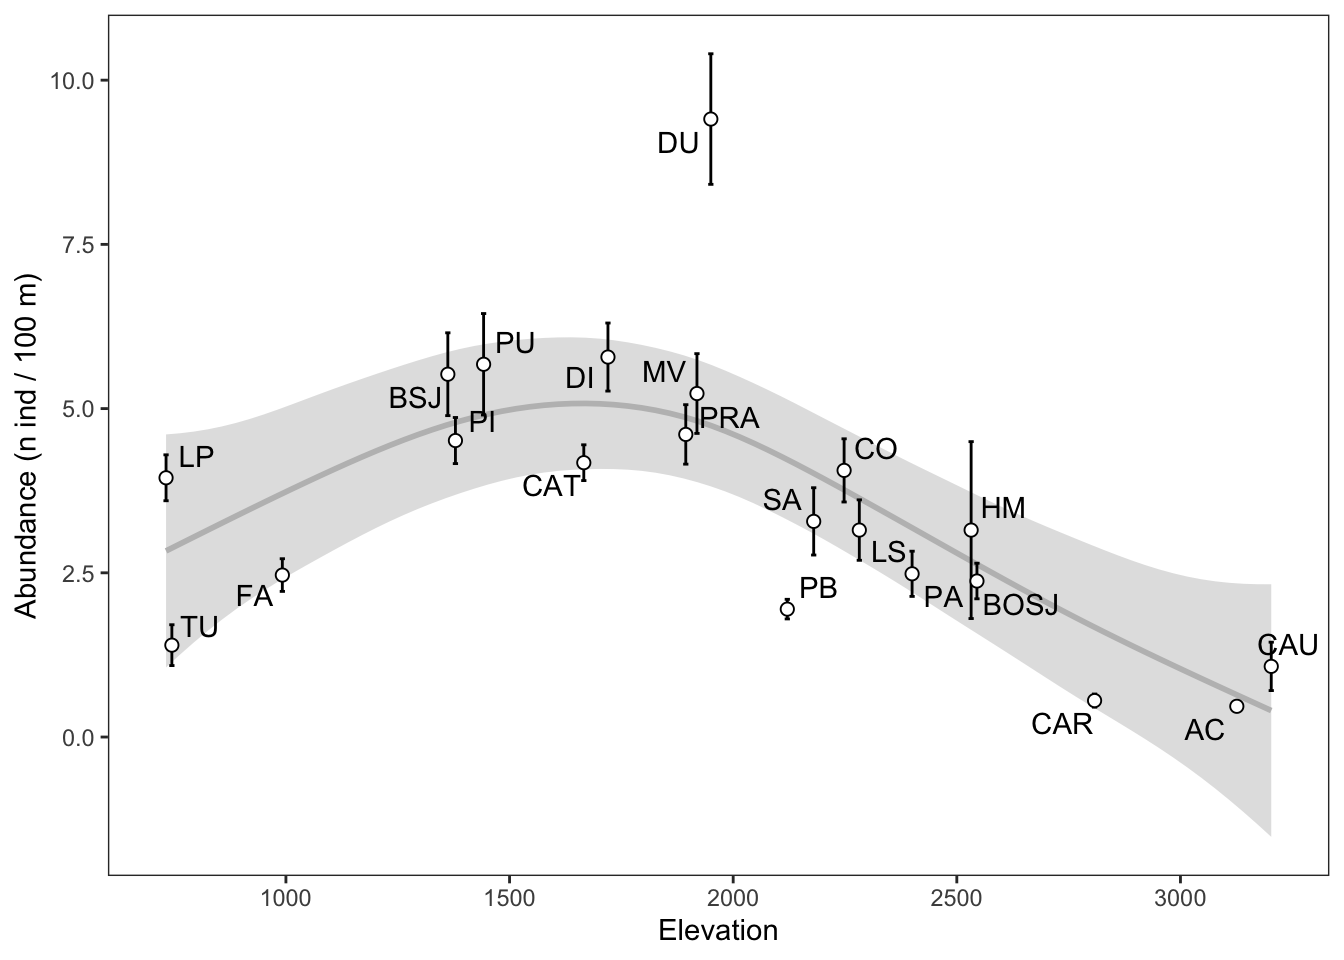 10.0
7.5
5.0
2.5
0.0
Abundance (n ind / 100 m)
DU
PU
BSJ
PI
DI
MV
PRA
LP
CAT
CO
SA
HM
LS
FA
PB
PA
BOSJ
TU
CAU
CAR
AC
1000
1500
2000
2500
3000
Elevation